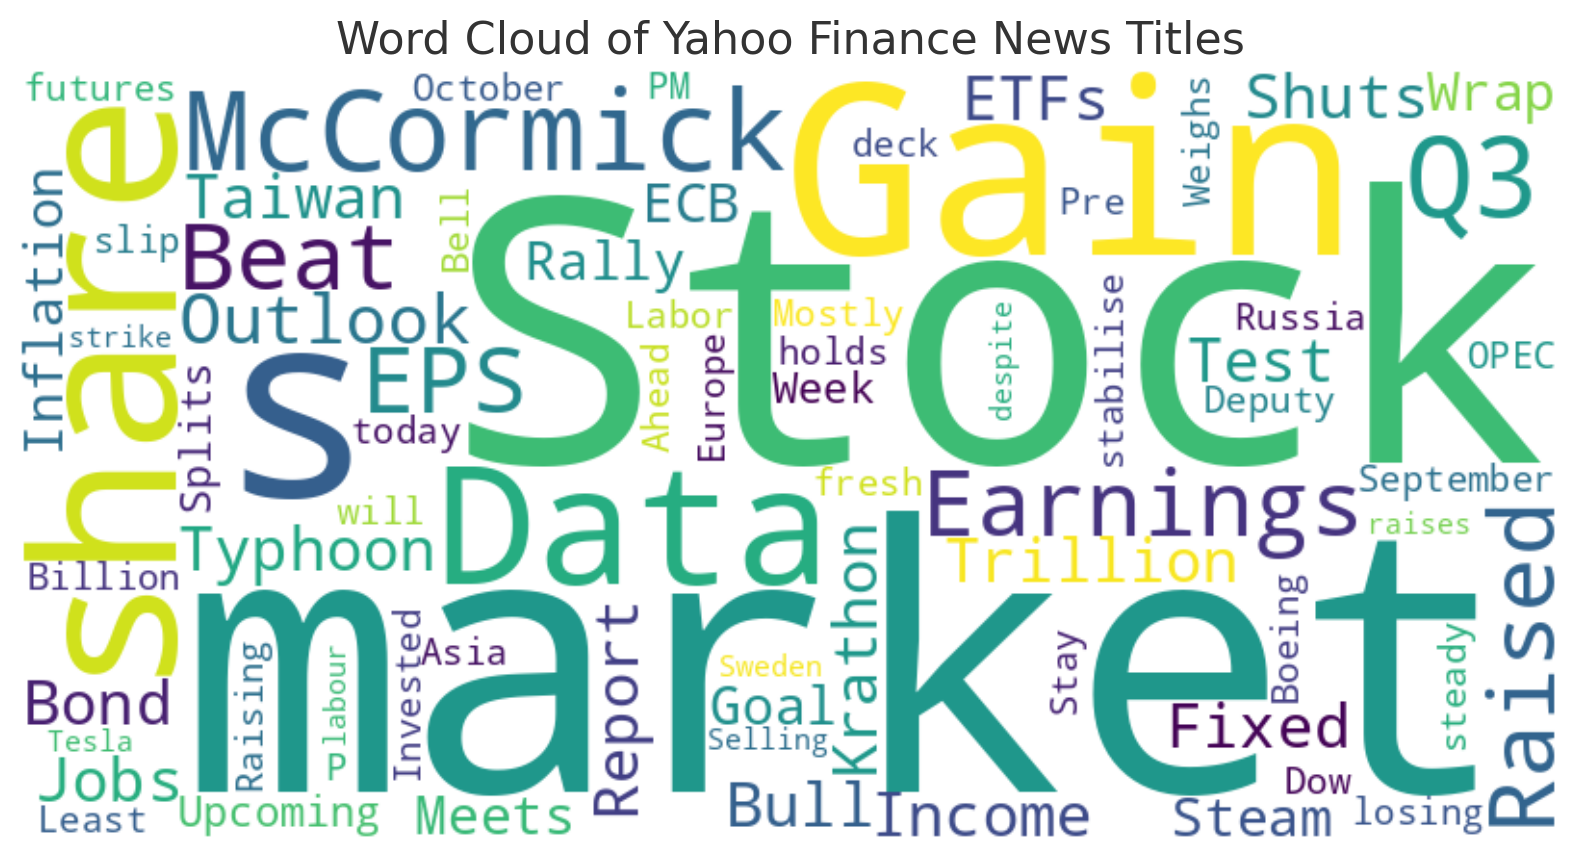 Word Cloud of Yahoo Finance News Titles
futures
October
PM
ETFs
Weighs
Shuts
Wrap
McCormick
Gain
deck
Q3
Taiwan
Bell
ECB
Pre
Inflation
share
slip
Beat
Rally
Stock
Outlook
Labor
Mostly
despite
stabilise
Russia
strike
S
EPS
Ahead
Europe
holds
Week
Test
OPEC
Deputy
Splits
today
Data
fresh
Earnings
September
will
raises
Typhoon
Krathon
Trillion
Raised
Billion
market
Raising
labour
P
Invested
Asia
Report
Sweden
Stay
Boeing
steady
Bond
Goal
Fixed
Tesla
Selling
Jobs
Dow
Least
Upcoming
Meets
Bull
Income
Steam
losing